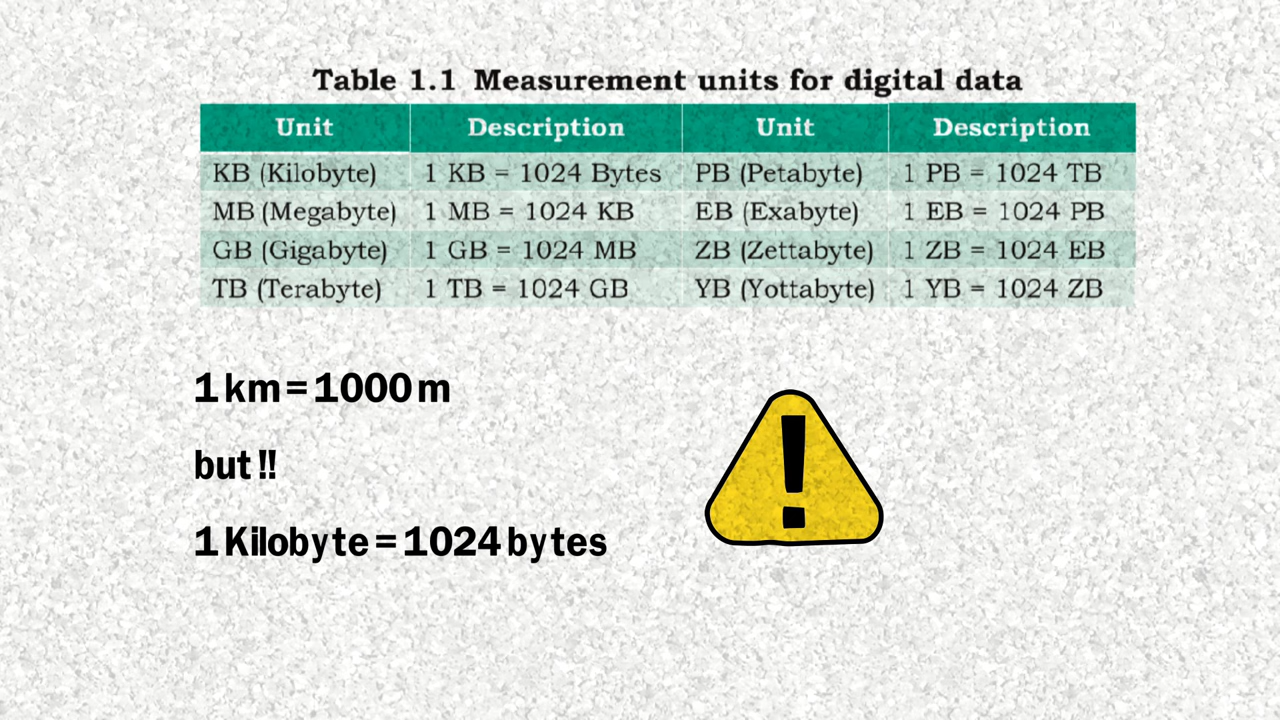 Table 1.1 Measurement units for digital data
Unit Description Unit Description
KB (Kilobyte) 1 KB = 1024 Bytes PB (Petabyte) 1 PB = 1024 TB
MB (Megabyte) 1 MB = 1024 KB EB (Exabyte) 1 EB = 1024 PB
GB (Gigabyte) 1 GB = 1024 MB ZB (Zettabyte) 1 ZB = 1024 EB
TB (Terabyte) 1 TB = 1024 GB YB (Yottabyte) 1 YB = 1024 ZB
1 km = 1000 m
but !!
1 Kilobyte = 1024 bytes
!